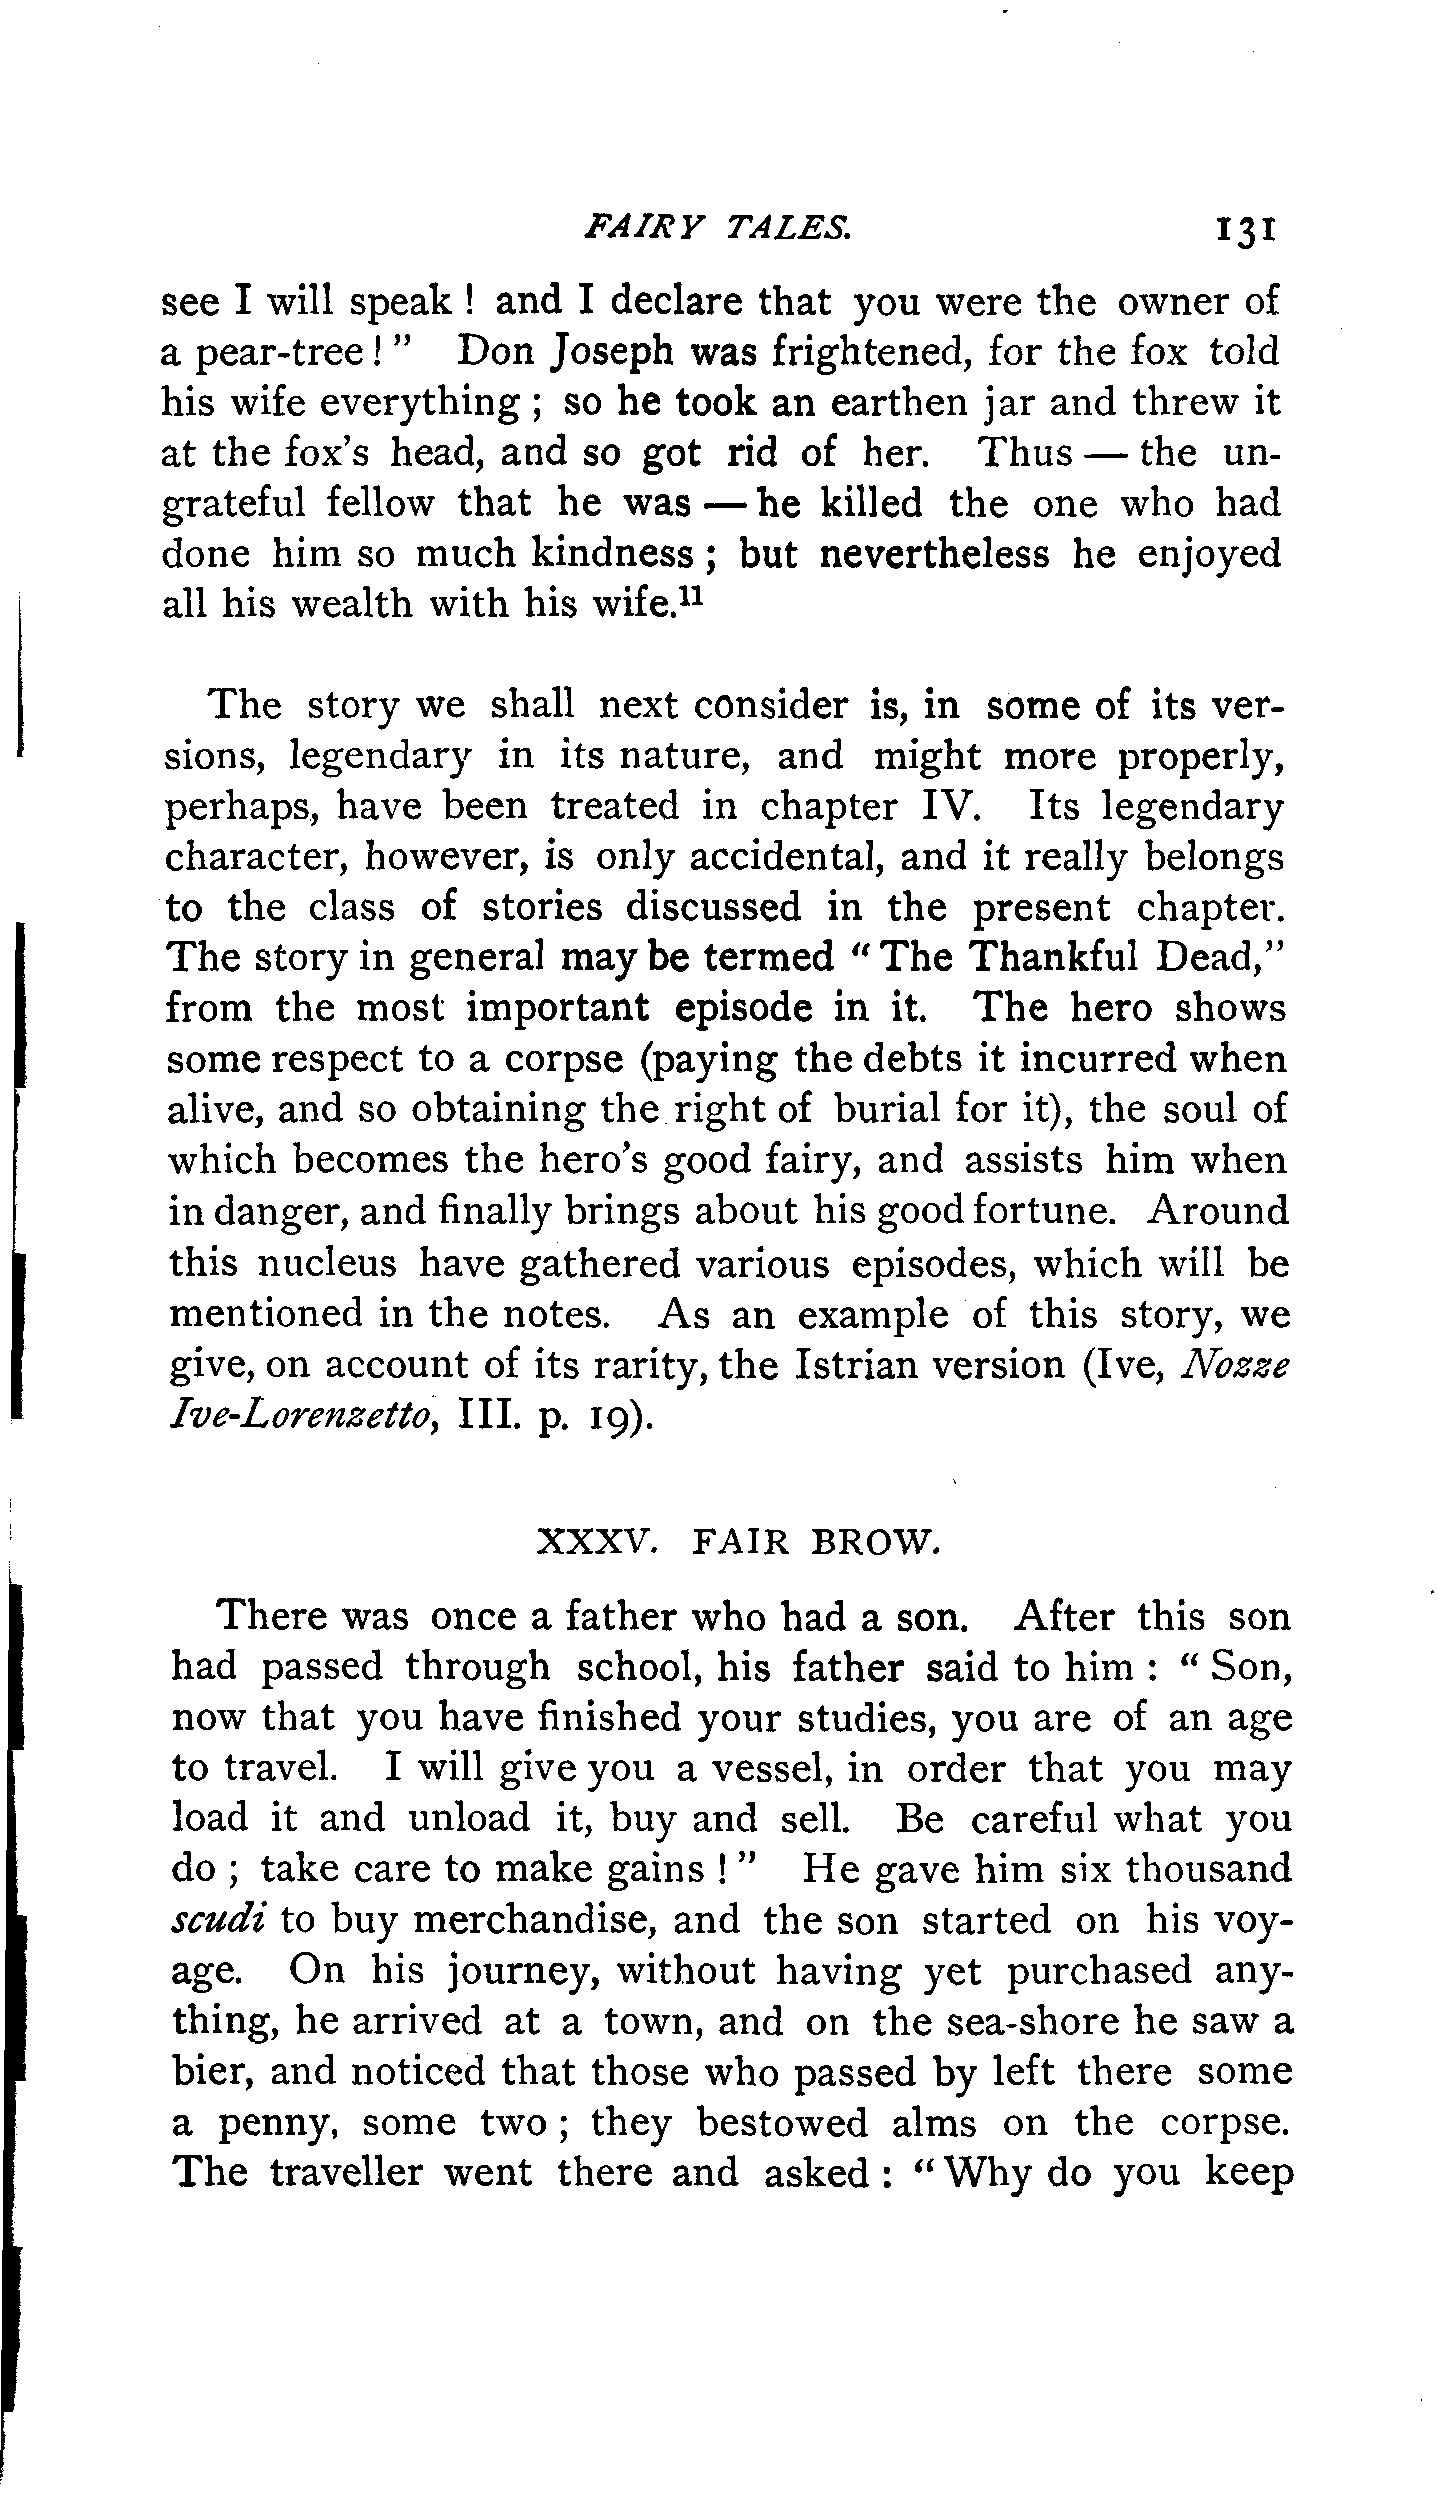 FAIRY TALES. 131
see I will speak ! and I declare that you were the owner of
a pear-tree ! " Don Joseph was frightened, for the fox told
his wife everything ; so he took an earthen jar and threw it
at the fox's head, and so got rid of her. Thus — the un-
grateful fellow that he was — he killed the one who had
done him so much kindness ; but nevertheless he enjoyed
all his wealth with his wife.¹¹
The story we shall next consider is, in some of its ver-
sions, legendary in its nature, and might more properly,
perhaps, have been treated in chapter IV. Its legendary
character, however, is only accidental, and it really belongs
to the class of stories discussed in the present chapter.
The story in general may be termed " The Thankful Dead,"
from the most important episode in it. The hero shows
some respect to a corpse (paying the debts it incurred when
alive, and so obtaining the right of burial for it), the soul of
which becomes the hero's good fairy, and assists him when
in danger, and finally brings about his good fortune. Around
this nucleus have gathered various episodes, which will be
mentioned in the notes. As an example of this story, we
give, on account of its rarity, the Istrian version (Ive, Nozze
Ive-Lorenzetto, III. p. 19).
XXXV. FAIR BROW.
There was once a father who had a son. After this son
had passed through school, his father said to him : " Son,
now that you have finished your studies, you are of an age
to travel. I will give you a vessel, in order that you may
load it and unload it, buy and sell. Be careful what you
do ; take care to make gains ! " He gave him six thousand
scudi to buy merchandise, and the son started on his voy-
age. On his journey, without having yet purchased any-
thing, he arrived at a town, and on the sea-shore he saw a
bier, and noticed that those who passed by left there some
a penny, some two ; they bestowed alms on the corpse.
The traveller went there and asked : " Why do you keep